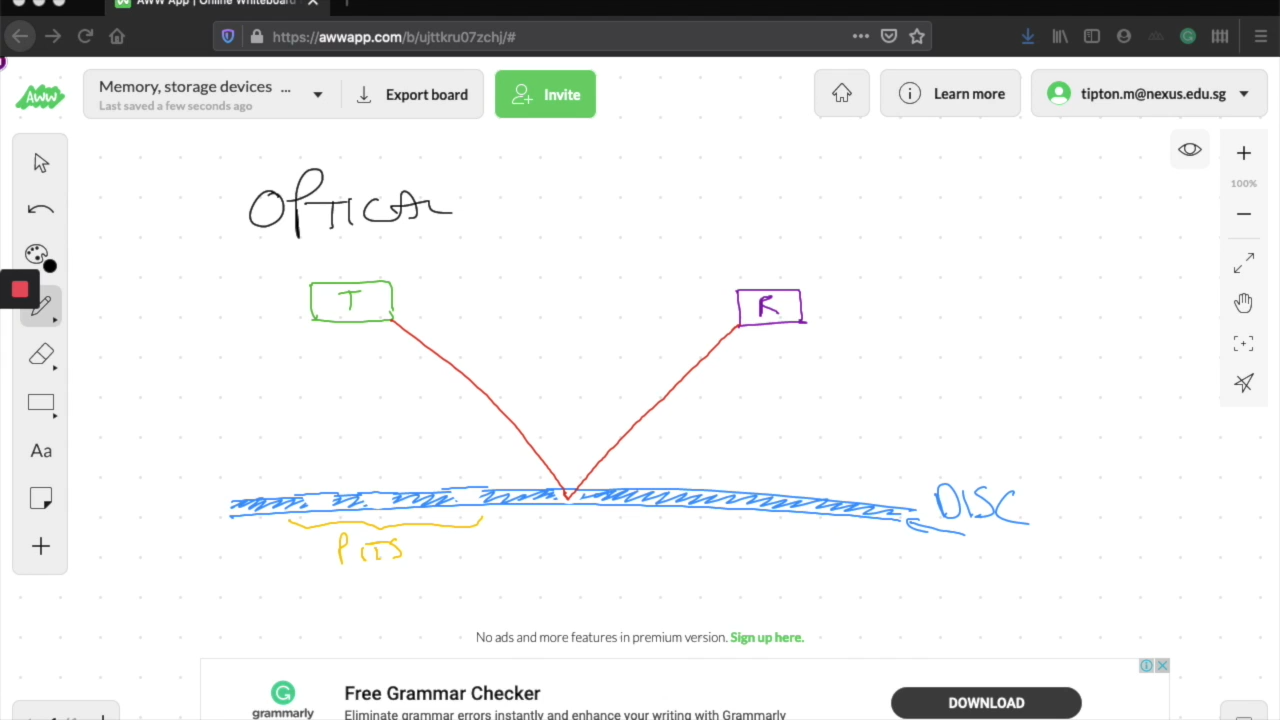 AWW App | Online Whiteboard
https://awwapp.com/b/ujttkru07zchj/#
AWW
Memory, storage devices ...
Last saved a few seconds ago
Export board
Invite
Learn more
tipton.m@nexus.edu.sg
100%
OPTICAL
T
R
Aa
DISC
PITS
No ads and more features in premium version. Sign up here.
Free Grammar Checker
grammarly
Eliminate grammar errors instantly and enhance your writing with Grammarly
DOWNLOAD